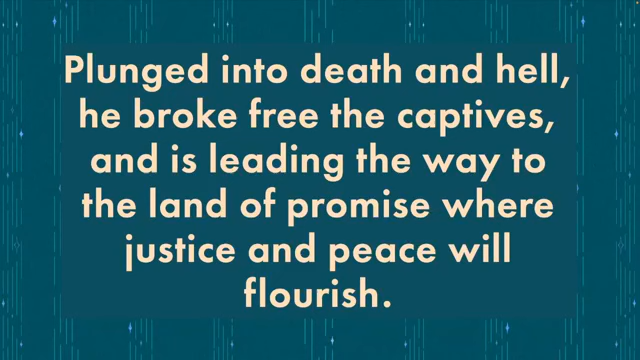 Plunged into death and hell,
he broke free the captives,
and is leading the way to
the land of promise where
justice and peace will
flourish.